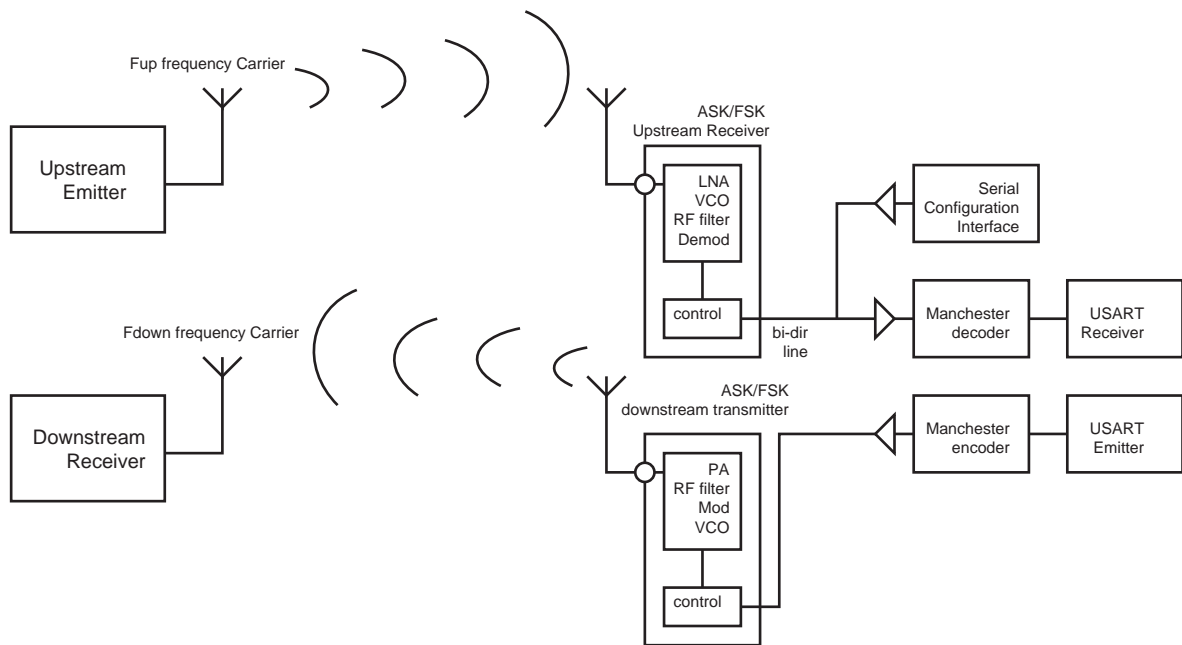 Fup frequency Carrier
Upstream
Emitter
ASK/FSK
Upstream Receiver
LNA
VCO
RF filter
Demod
control
bi-dir
line
Serial
Configuration
Interface
Manchester
decoder
USART
Receiver
Fdown frequency Carrier
Downstream
Receiver
ASK/FSK
downstream transmitter
PA
RF filter
Mod
VCO
control
Manchester
encoder
USART
Emitter